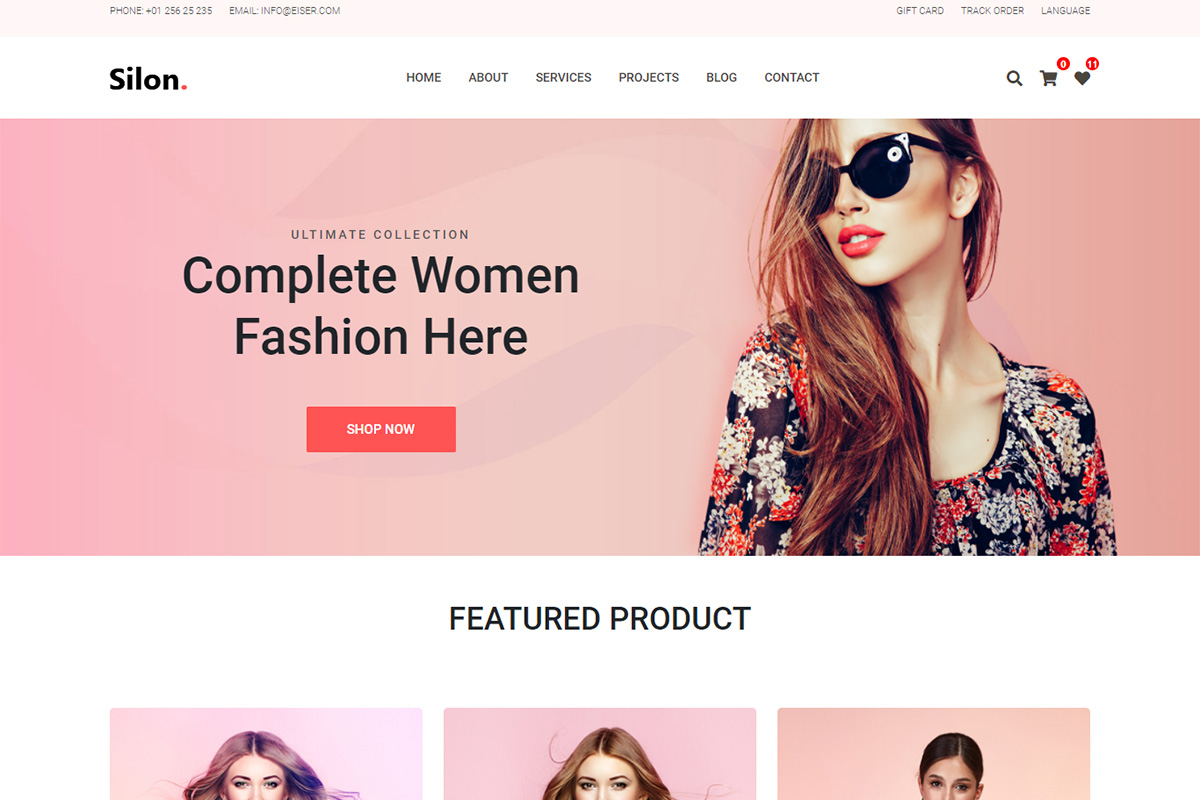 PHONE: +01 256 25 235 EMAIL: INFO@EISER.COM GIFT CARD TRACK ORDER LANGUAGE
Silon. HOME ABOUT SERVICES PROJECTS BLOG CONTACT 0 11
ULTIMATE COLLECTION
Complete Women
Fashion Here
SHOP NOW
FEATURED PRODUCT